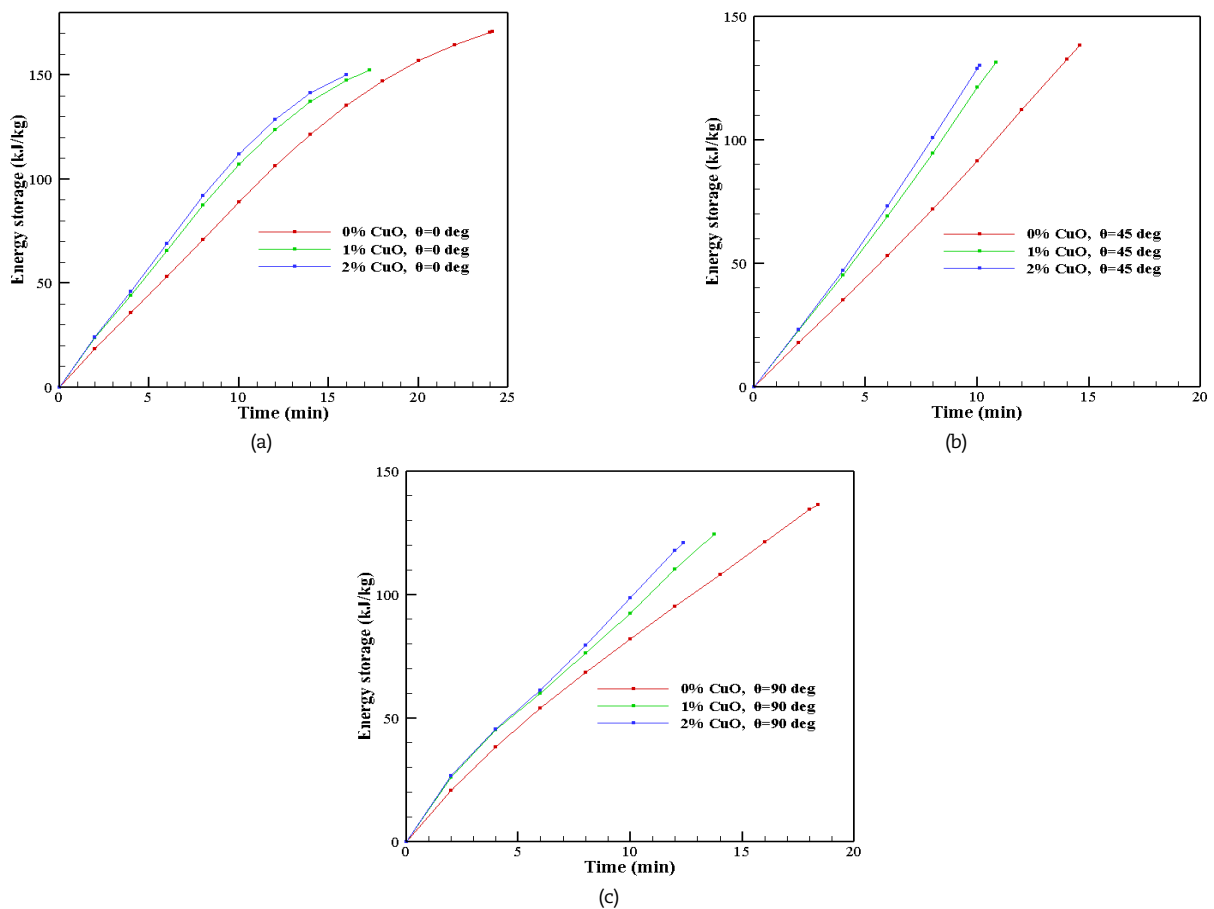 Energy storage (kJ/kg)
150
100
50
0
0% CuO, θ=0 deg
1% CuO, θ=0 deg
2% CuO, θ=0 deg
0 5 10 15 20 25
Time (min)
(a)
Energy storage (kJ/kg)
150
100
50
0
0% CuO, θ=45 deg
1% CuO, θ=45 deg
2% CuO, θ=45 deg
0 5 10 15 20
Time (min)
(b)
Energy storage (kJ/kg)
150
100
50
0
0% CuO, θ=90 deg
1% CuO, θ=90 deg
2% CuO, θ=90 deg
0 5 10 15 20
Time (min)
(c)